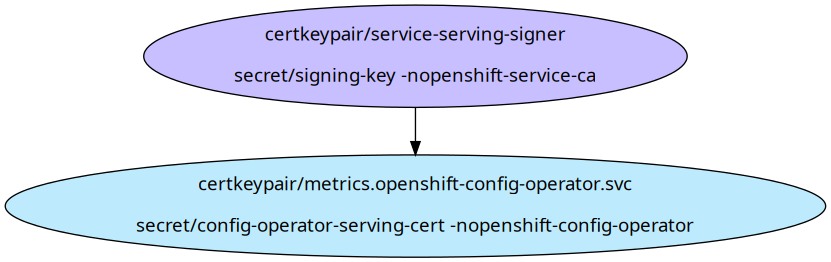 certkeypair/service-serving-signer
secret/signing-key -nopenshift-service-ca
certkeypair/metrics.openshift-config-operator.svc
secret/config-operator-serving-cert -nopenshift-config-operator